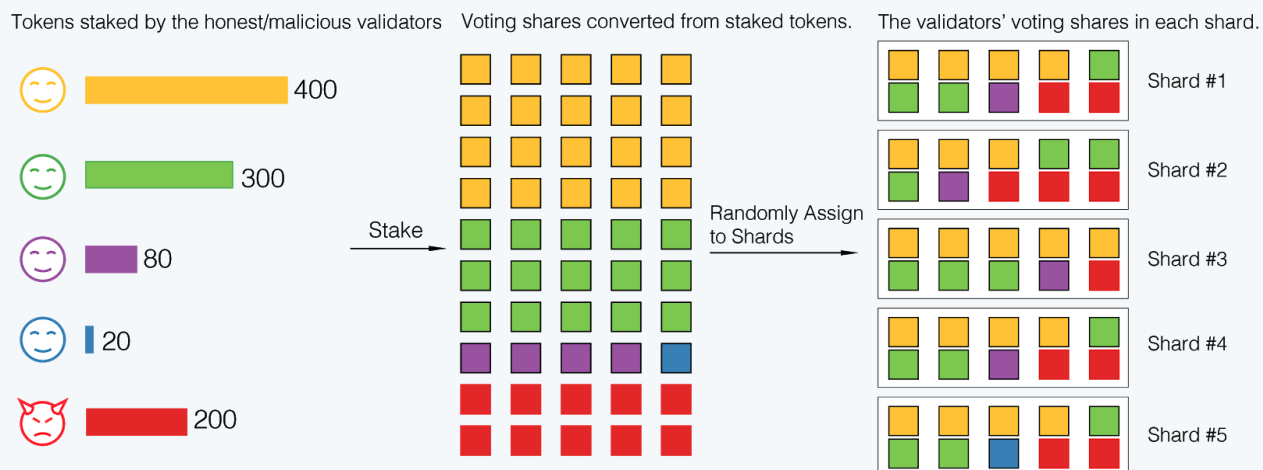 Tokens staked by the honest/malicious validators
Voting shares converted from staked tokens.
The validators' voting shares in each shard.
400
300
80
20
200
Stake
Randomly Assign
to Shards
Shard #1
Shard #2
Shard #3
Shard #4
Shard #5